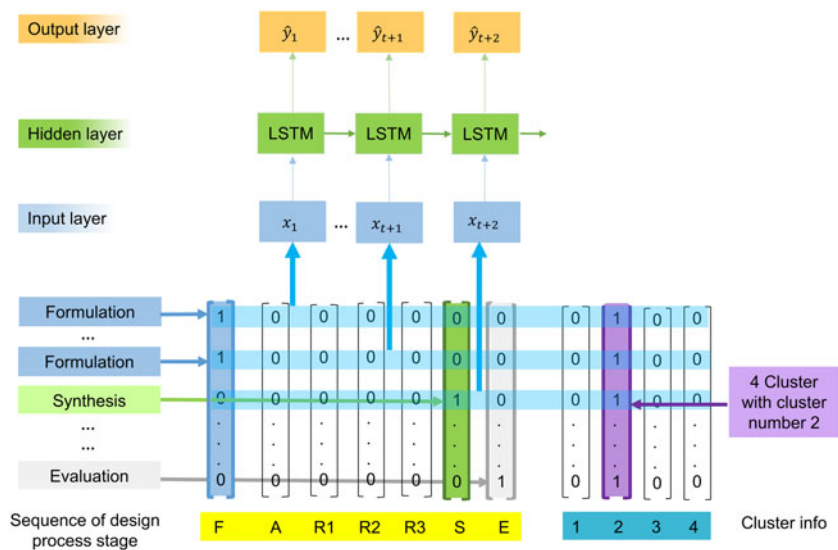 Output layer ŷ₁ ... ŷₜ₊₁ ŷₜ₊₂
Hidden layer LSTM LSTM LSTM
Input layer x₁ ... xₜ₊₁ xₜ₊₂
Formulation 1 0 0 0 0 0 0 0 1 0 0
...
Formulation 1 0 0 0 0 0 0 0 1 0 0
Synthesis 0 0 0 0 0 1 0 0 1 0 0
4 Cluster
with cluster
number 2
... . . . . . . . . . . .
... . . . . . . . . . . .
. . . . . . . . . . .
Evaluation 0 0 0 0 0 0 1 0 1 0 0
Sequence of design
process stage
F A R1 R2 R3 S E 1 2 3 4 Cluster info